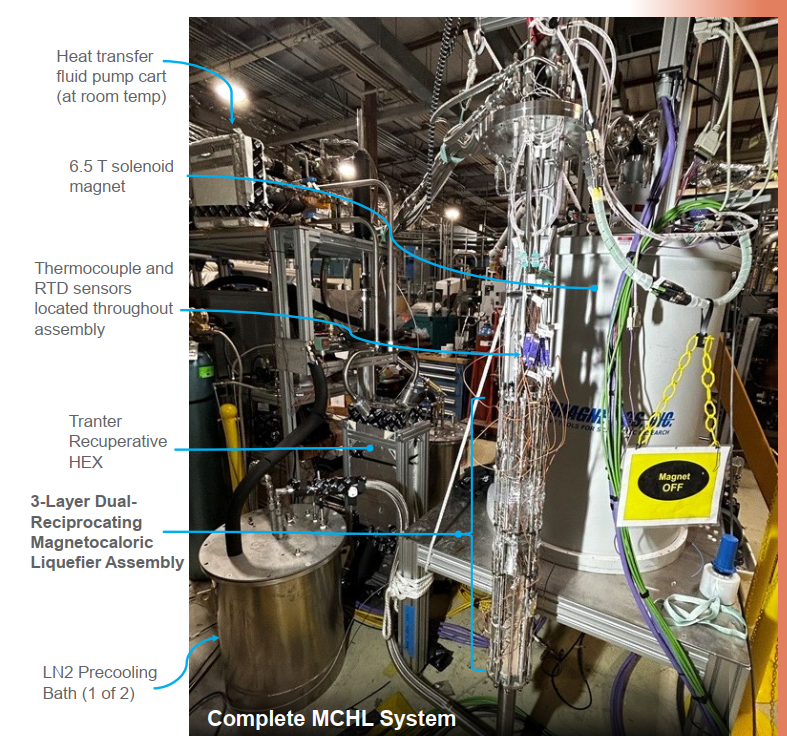 Heat transfer
fluid pump cart
(at room temp)
6.5 T solenoid
magnet
Thermocouple and
RTD sensors
located throughout
assembly
Tranter
Recuperative
HEX
3-Layer Dual-
Reciprocating
Magnetocaloric
Liquefier Assembly
LN2 Precooling
Bath (1 of 2)
Magnet
OFF
Complete MCHL System